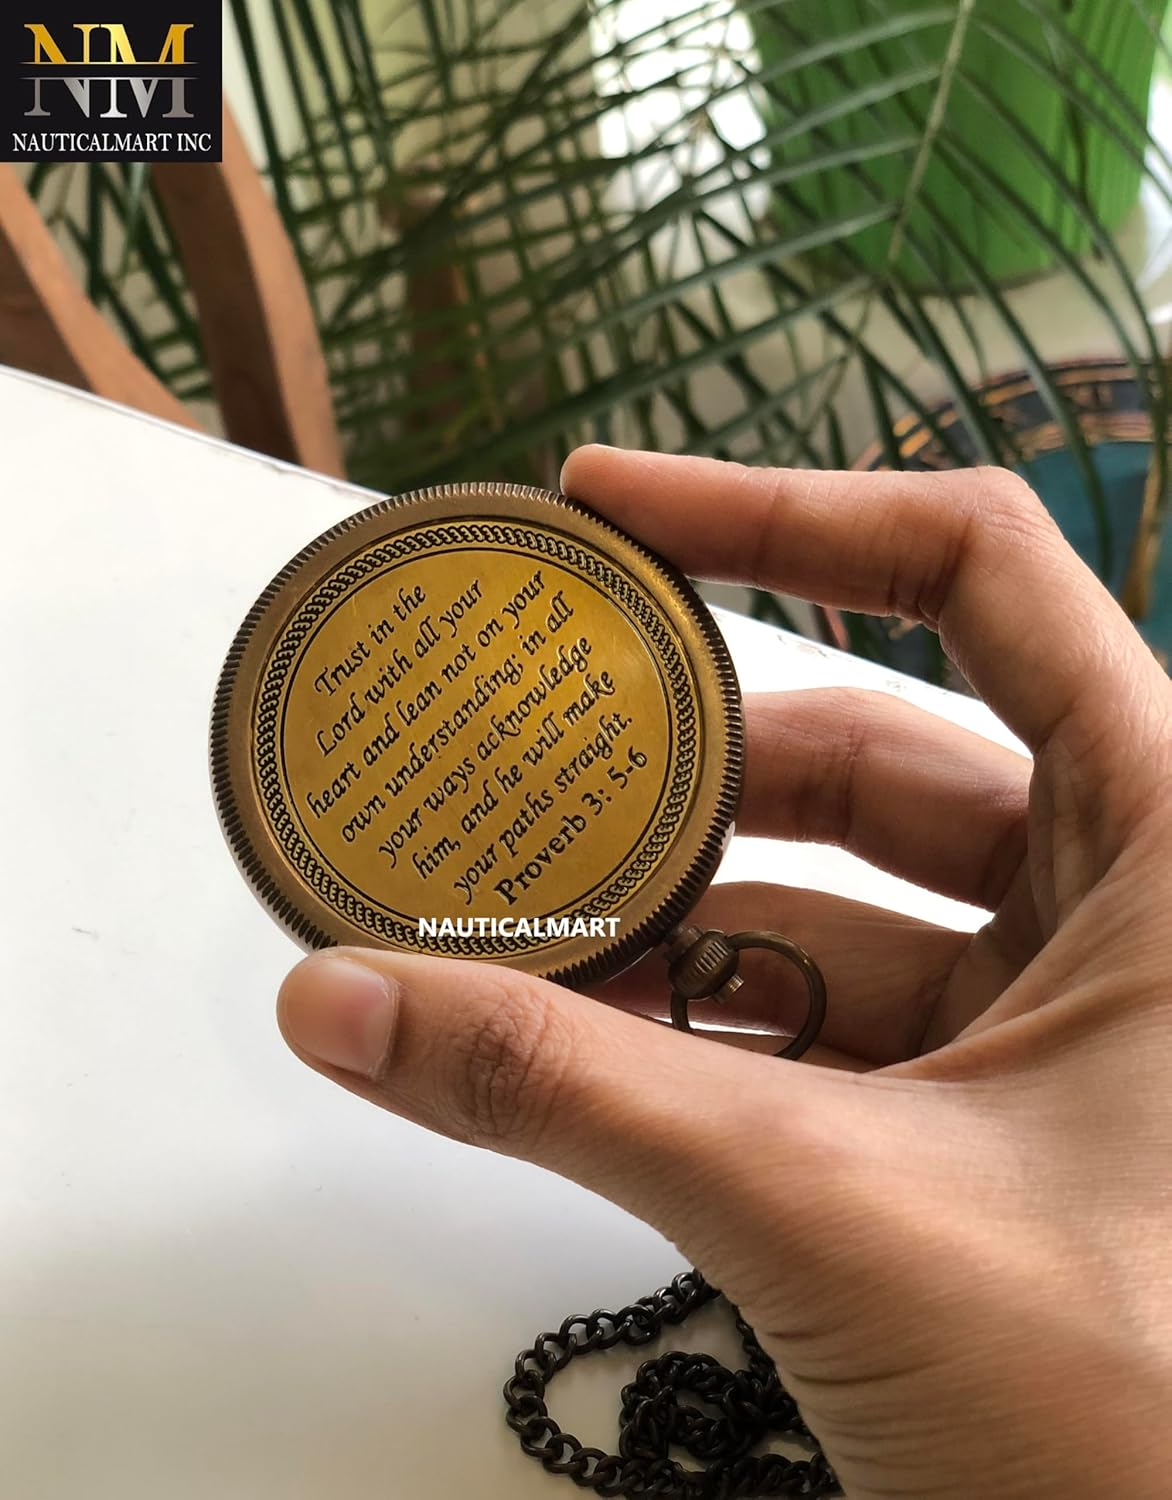 NM
NAUTICALMART INC
Trust in the
Lord with all your
heart and lean not on your
own understanding; in all
your ways acknowledge
him, and he will make
your paths straight.
Proverb 3: 5-6
NAUTICALMART